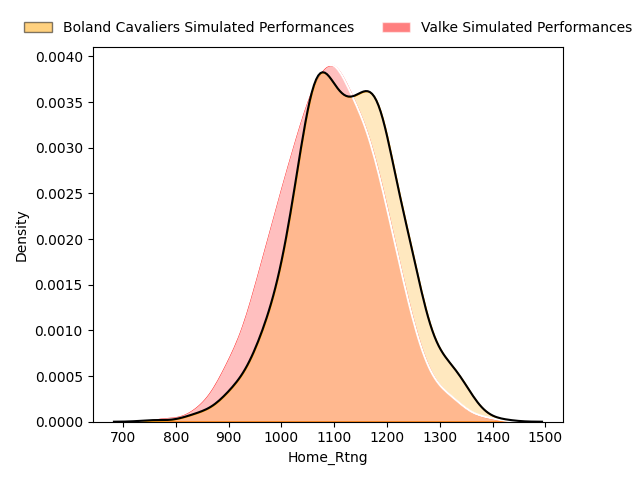 Boland Cavaliers Simulated Performances Valke Simulated Performances
0.0040
0.0035
0.0030
0.0025
0.0020
0.0015
0.0010
0.0005
0.0000
Density
700 800 900 1000 1100 1200 1300 1400 1500
Home_Rtng